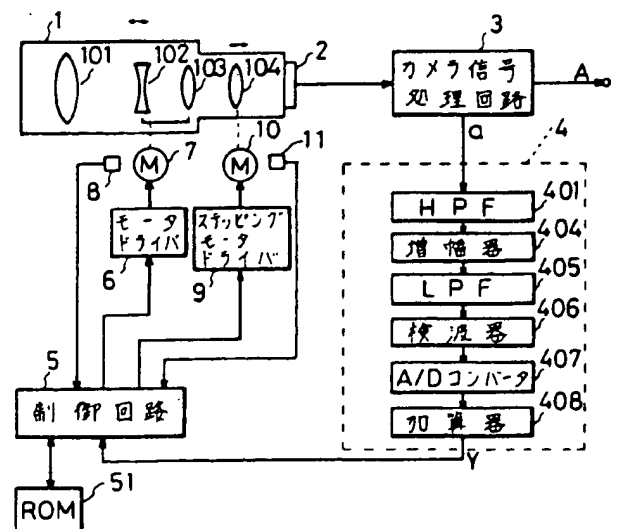 1
2
3
101
102
103
104
カメラ信号
処理回路
A
a
4
7
8
M
10
11
M
モータ
ドライバ
6
ステッピング
モータ
ドライバ
9
HPF
401
増幅器
404
LPF
405
検波器
406
A/Dコンバータ
407
加算器
408
Y
5
制御回路
ROM
51